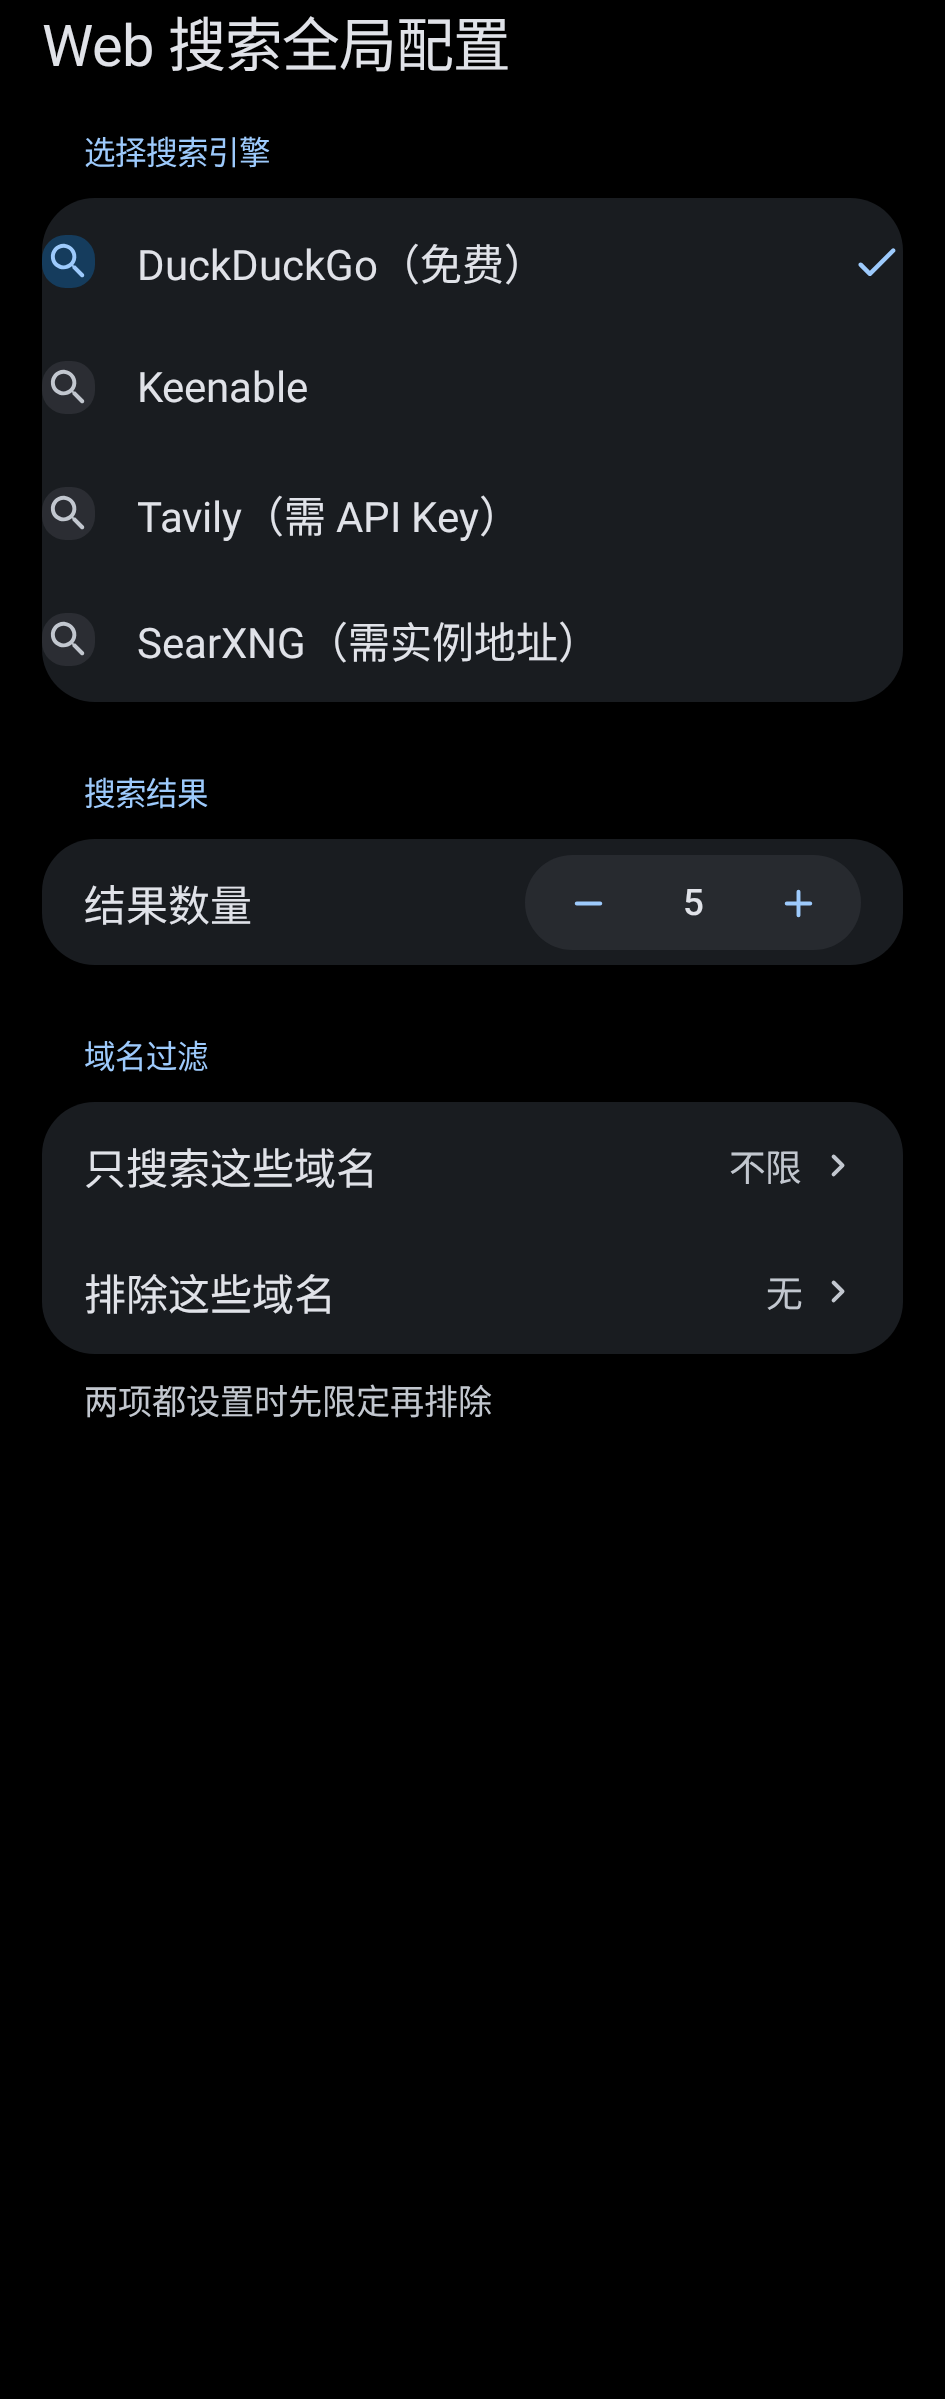 Web 搜索全局配置
选择搜索引擎
DuckDuckGo（免费）
Keenable
Tavily（需 API Key）
SearXNG（需实例地址）
搜索结果
结果数量 5
域名过滤
只搜索这些域名 不限
排除这些域名 无
两项都设置时先限定再排除